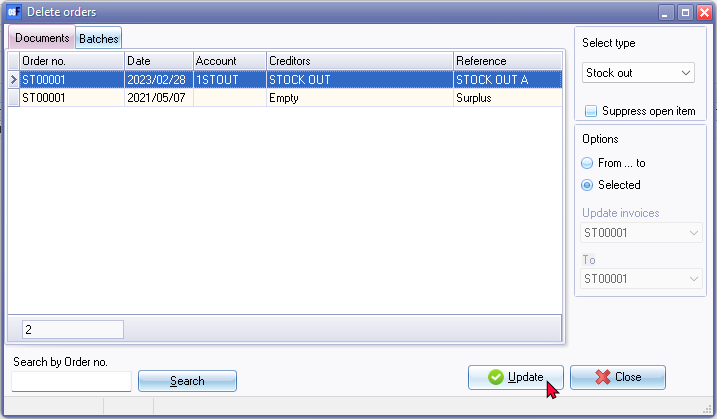 Delete orders
Documents Batches
Order no. Date Account Creditors Reference
ST00001 2023/02/28 1STOUT STOCK OUT STOCK OUT A
ST00001 2021/05/07 Empty Surplus
2
Select type
Stock out
Suppress open item
Options
From ... to
Selected
Update invoices
ST00001
To
ST00001
Search by Order no.
Search
Update
Close